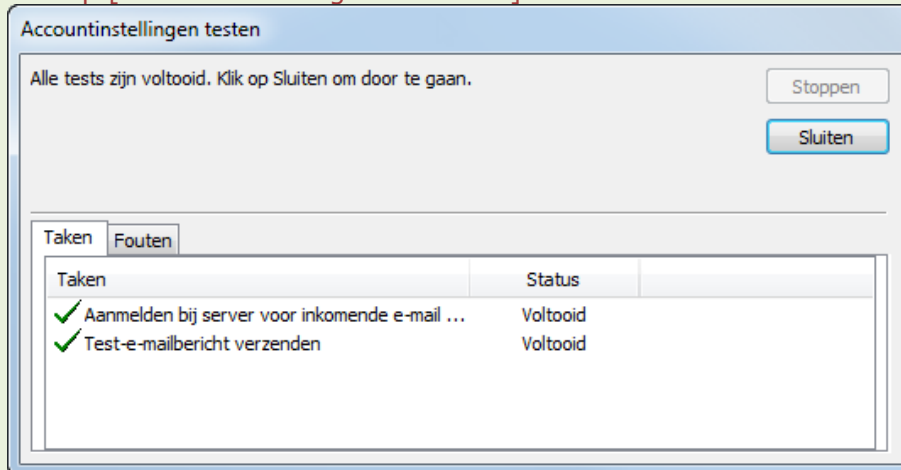 Accountinstellingen testen
Alle tests zijn voltooid. Klik op Sluiten om door te gaan.
Stoppen
Sluiten
Taken Fouten
Taken Status
Aanmelden bij server voor inkomende e-mail ... Voltooid
Test-e-mailbericht verzenden Voltooid